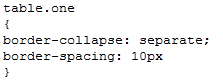 table.one
{
border-collapse: separate;
border-spacing: 10px
}